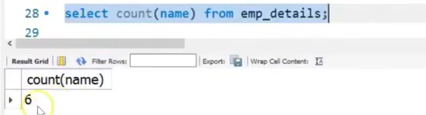 28 select count(name) from emp_details;
29
Result Grid Filter Rows: Export: Wrap Cell Content:
count(name)
6